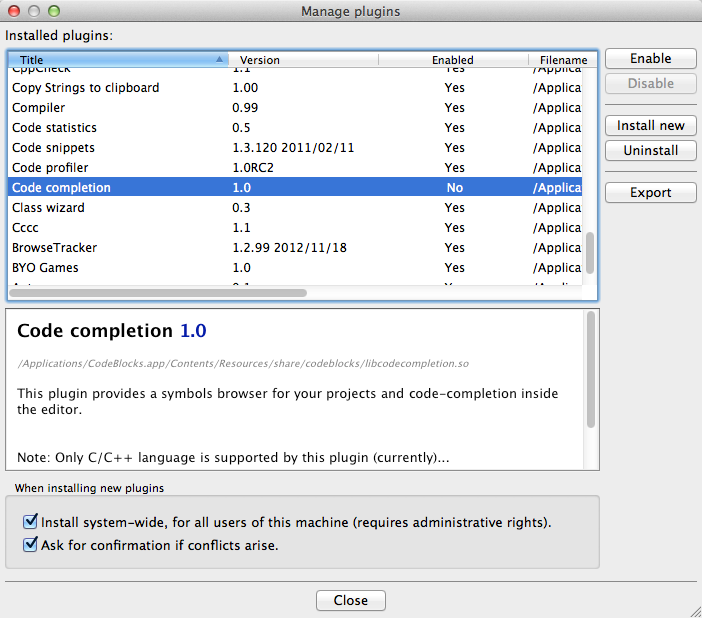 Manage plugins
Installed plugins:
Title Version Enabled Filename
CppCheck 1.1 Yes /Applica
Copy Strings to clipboard 1.00 Yes /Applica
Compiler 0.99 Yes /Applica
Code statistics 0.5 Yes /Applica
Code snippets 1.3.120 2011/02/11 Yes /Applica
Code profiler 1.0RC2 Yes /Applica
Code completion 1.0 No /Applica
Class wizard 0.3 Yes /Applica
Cccc 1.1 Yes /Applica
BrowseTracker 1.2.99 2012/11/18 Yes /Applica
BYO Games 1.0 Yes /Applica
Enable
Disable
Install new
Uninstall
Export
Code completion 1.0
/Applications/CodeBlocks.app/Contents/Resources/share/codeblocks/libcodecompletion.so
This plugin provides a symbols browser for your projects and code-completion inside
the editor.
Note: Only C/C++ language is supported by this plugin (currently)...
When installing new plugins
Install system-wide, for all users of this machine (requires administrative rights).
Ask for confirmation if conflicts arise.
Close